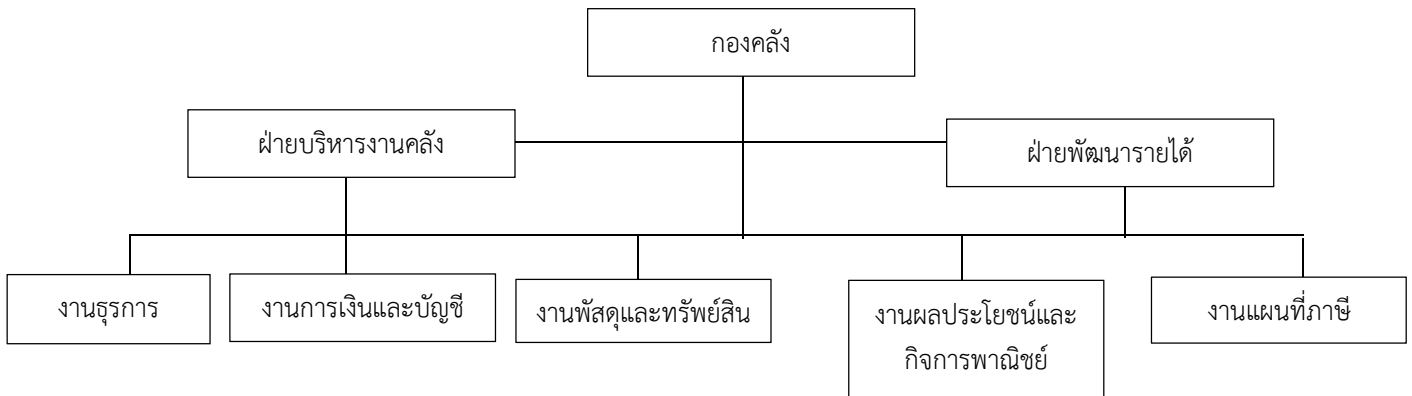 กองคลัง
ฝ่ายบริหารงานคลัง
ฝ่ายพัฒนารายได้
งานธุรการ
งานการเงินและบัญชี
งานพัสดุและทรัพย์สิน
งานผลประโยชน์และ
กิจการพาณิชย์
งานแผนที่ภาษี